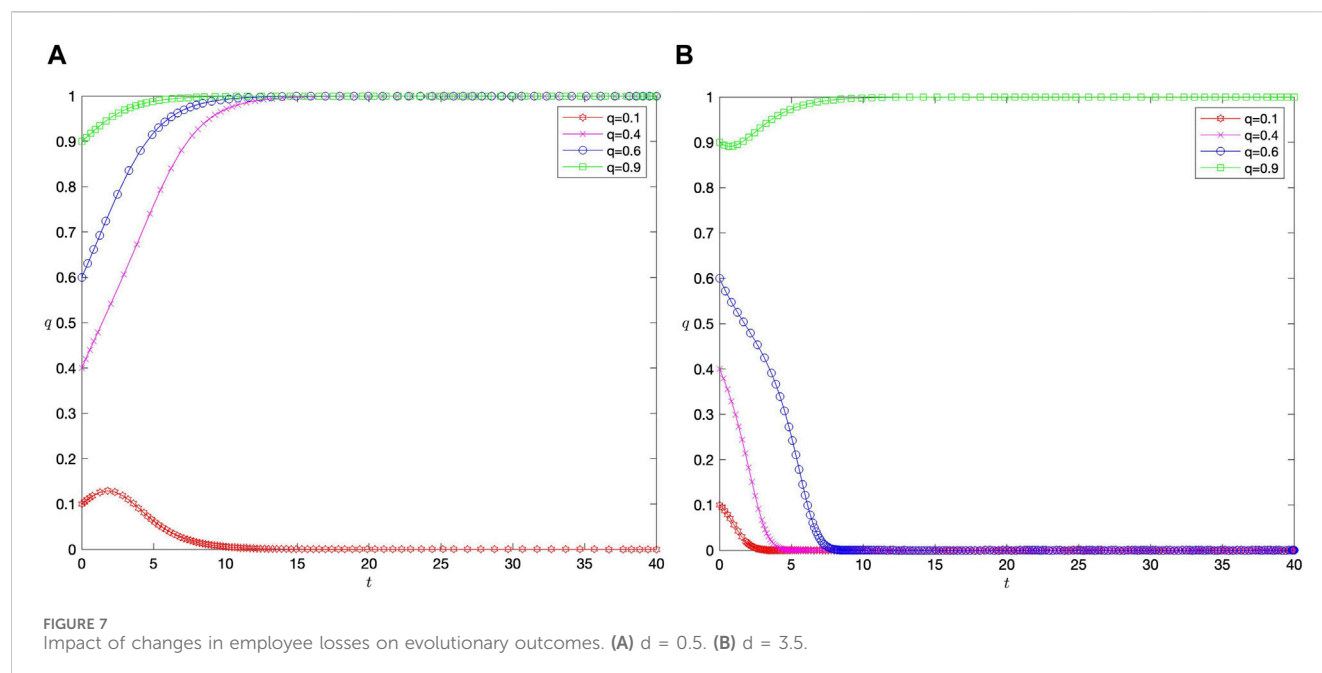 A
B
1
0.9
0.8
0.7
0.6
q 0.5
0.4
0.3
0.2
0.1
0
0 5 10 15 20 25 30 35 40
t
q=0.1
q=0.4
q=0.6
q=0.9
1
0.9
0.8
0.7
0.6
q 0.5
0.4
0.3
0.2
0.1
0
0 5 10 15 20 25 30 35 40
t
q=0.1
q=0.4
q=0.6
q=0.9
FIGURE 7
Impact of changes in employee losses on evolutionary outcomes. (A) d = 0.5. (B) d = 3.5.